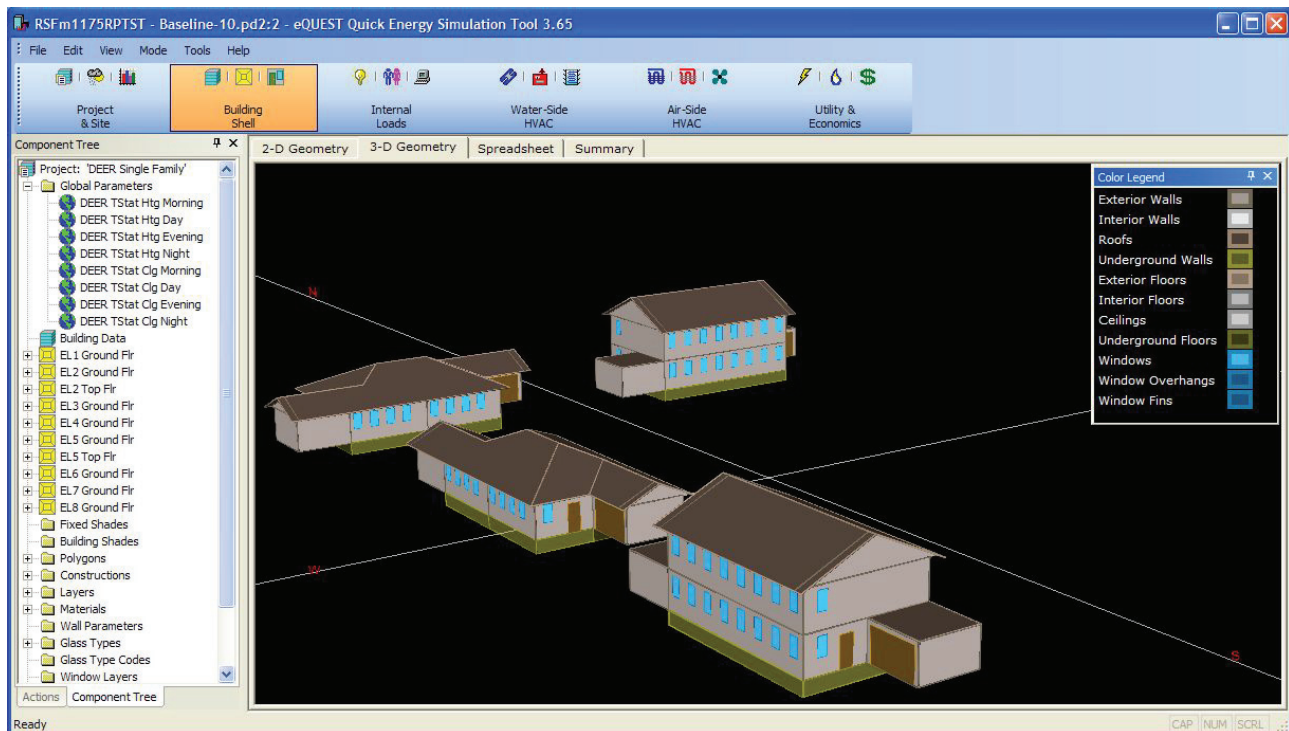 RSFm1175RPTST - Baseline-10.pd2:2 - eQUEST Quick Energy Simulation Tool 3.65
File Edit View Mode Tools Help
Project & Site
Building Shell
Internal Loads
Water-Side HVAC
Air-Side HVAC
Utility & Economics
Component Tree
Project: 'DEER Single Family'
Global Parameters
DEER TStat Htg Morning
DEER TStat Htg Day
DEER TStat Htg Evening
DEER TStat Htg Night
DEER TStat Clg Morning
DEER TStat Clg Day
DEER TStat Clg Evening
DEER TStat Clg Night
Building Data
EL1 Ground Flr
EL2 Ground Flr
EL2 Top Flr
EL3 Ground Flr
EL4 Ground Flr
EL5 Ground Flr
EL5 Top Flr
EL6 Ground Flr
EL7 Ground Flr
EL8 Ground Flr
Fixed Shades
Building Shades
Polygons
Constructions
Layers
Materials
Wall Parameters
Glass Types
Glass Type Codes
Window Layers
Actions Component Tree
2-D Geometry 3-D Geometry Spreadsheet Summary
N
W
S
Color Legend
Exterior Walls
Interior Walls
Roofs
Underground Walls
Exterior Floors
Interior Floors
Ceilings
Underground Floors
Windows
Window Overhangs
Window Fins
Ready
CAP NUM SCRL